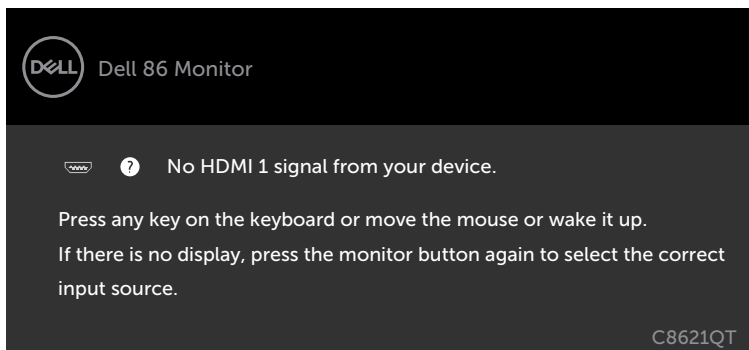 DELL
Dell 86 Monitor
? No HDMI 1 signal from your device.
Press any key on the keyboard or move the mouse or wake it up.
If there is no display, press the monitor button again to select the correct
input source.
C8621QT